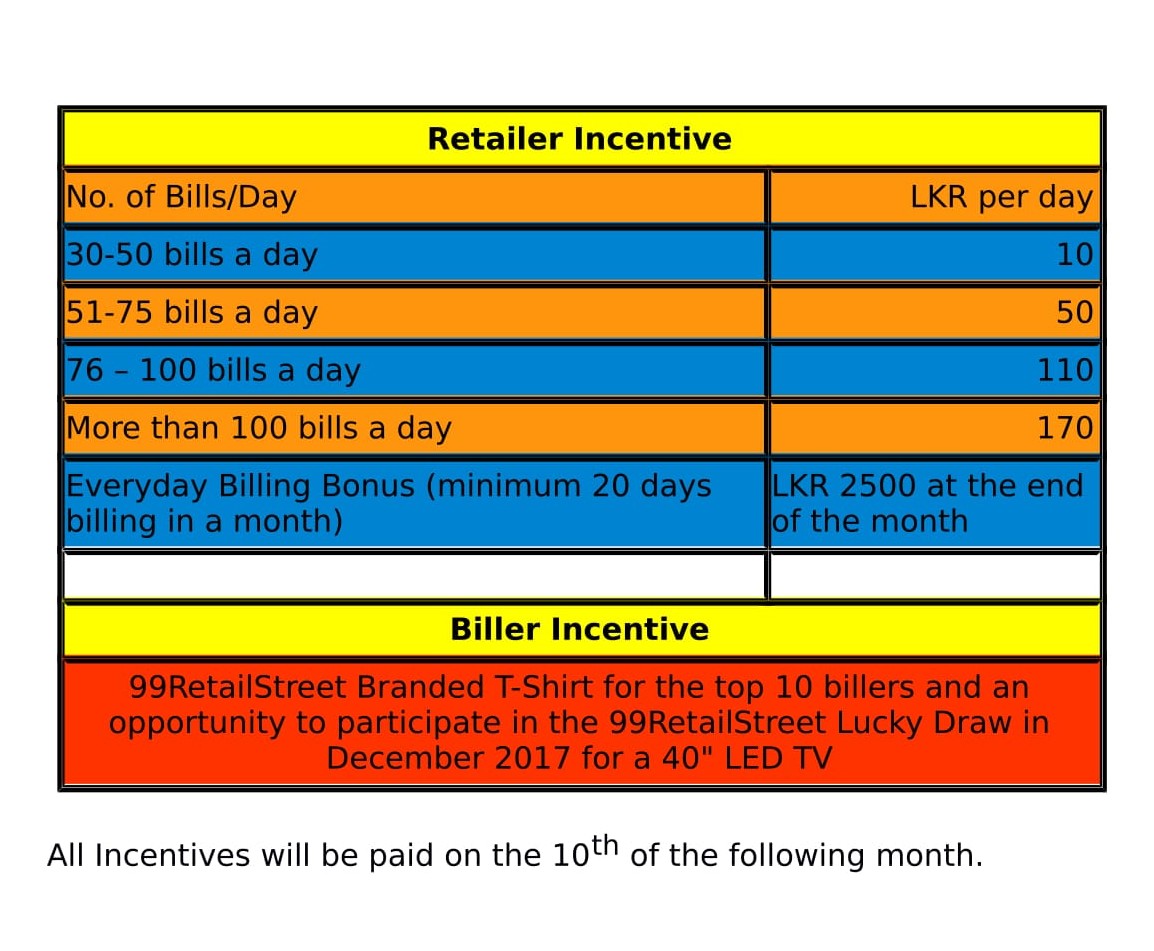 Retailer Incentive
No. of Bills/Day LKR per day
30-50 bills a day 10
51-75 bills a day 50
76 – 100 bills a day 110
More than 100 bills a day 170
Everyday Billing Bonus (minimum 20 days LKR 2500 at the end
billing in a month) of the month
Biller Incentive
99RetailStreet Branded T-Shirt for the top 10 billers and an
opportunity to participate in the 99RetailStreet Lucky Draw in
December 2017 for a 40" LED TV
All Incentives will be paid on the 10th of the following month.